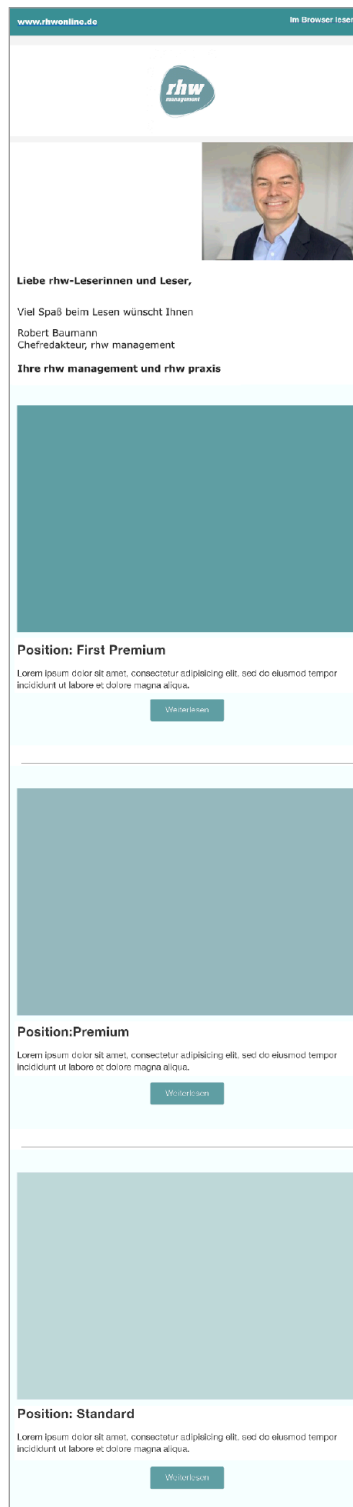 www.rhwonline.de
Im Browser lesen
rhw
management
Liebe rhw-Leserinnen und Leser,
Viel Spaß beim Lesen wünscht Ihnen
Robert Baumann
Chefredakteur, rhw management
Ihre rhw management und rhw praxis
Position: First Premium
Lorem ipsum dolor sit amet, consectetur adipisicing elit, sed do eiusmod tempor
incididunt ut labore et dolore magna aliqua.
Weiterlesen
Position:Premium
Lorem ipsum dolor sit amet, consectetur adipisicing elit, sed do eiusmod tempor
incididunt ut labore et dolore magna aliqua.
Weiterlesen
Position: Standard
Lorem ipsum dolor sit amet, consectetur adipisicing elit, sed do eiusmod tempor
incididunt ut labore et dolore magna aliqua.
Weiterlesen